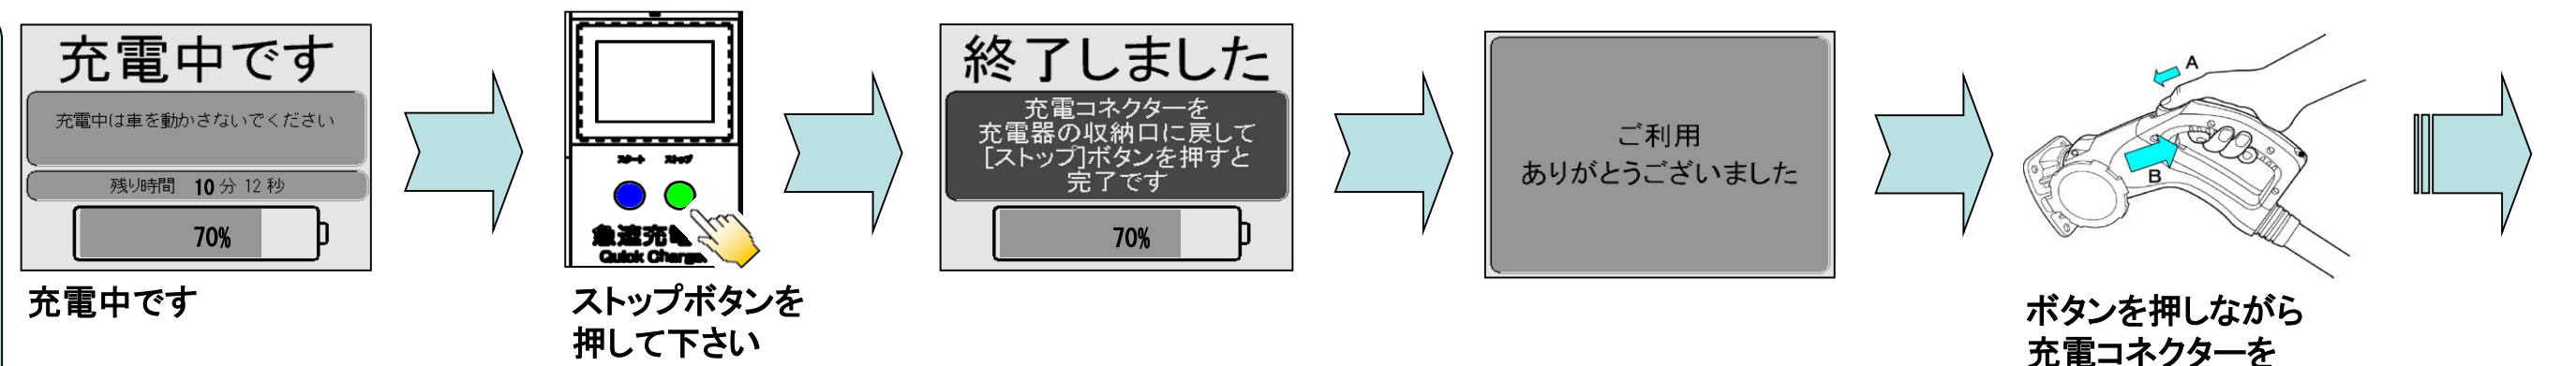 充電中です
充電中は車を動かさないでください
残り時間 10分 12秒
70%
充電中です
スタート ストップ
急速充
Quick Charge
ストップボタンを
押して下さい
終了しました
充電コネクターを
充電器の収納口に戻して
[ストップ]ボタンを押すと
完了です
70%
ご利用
ありがとうございました
A
B
ボタンを押しながら
充電コネクターを